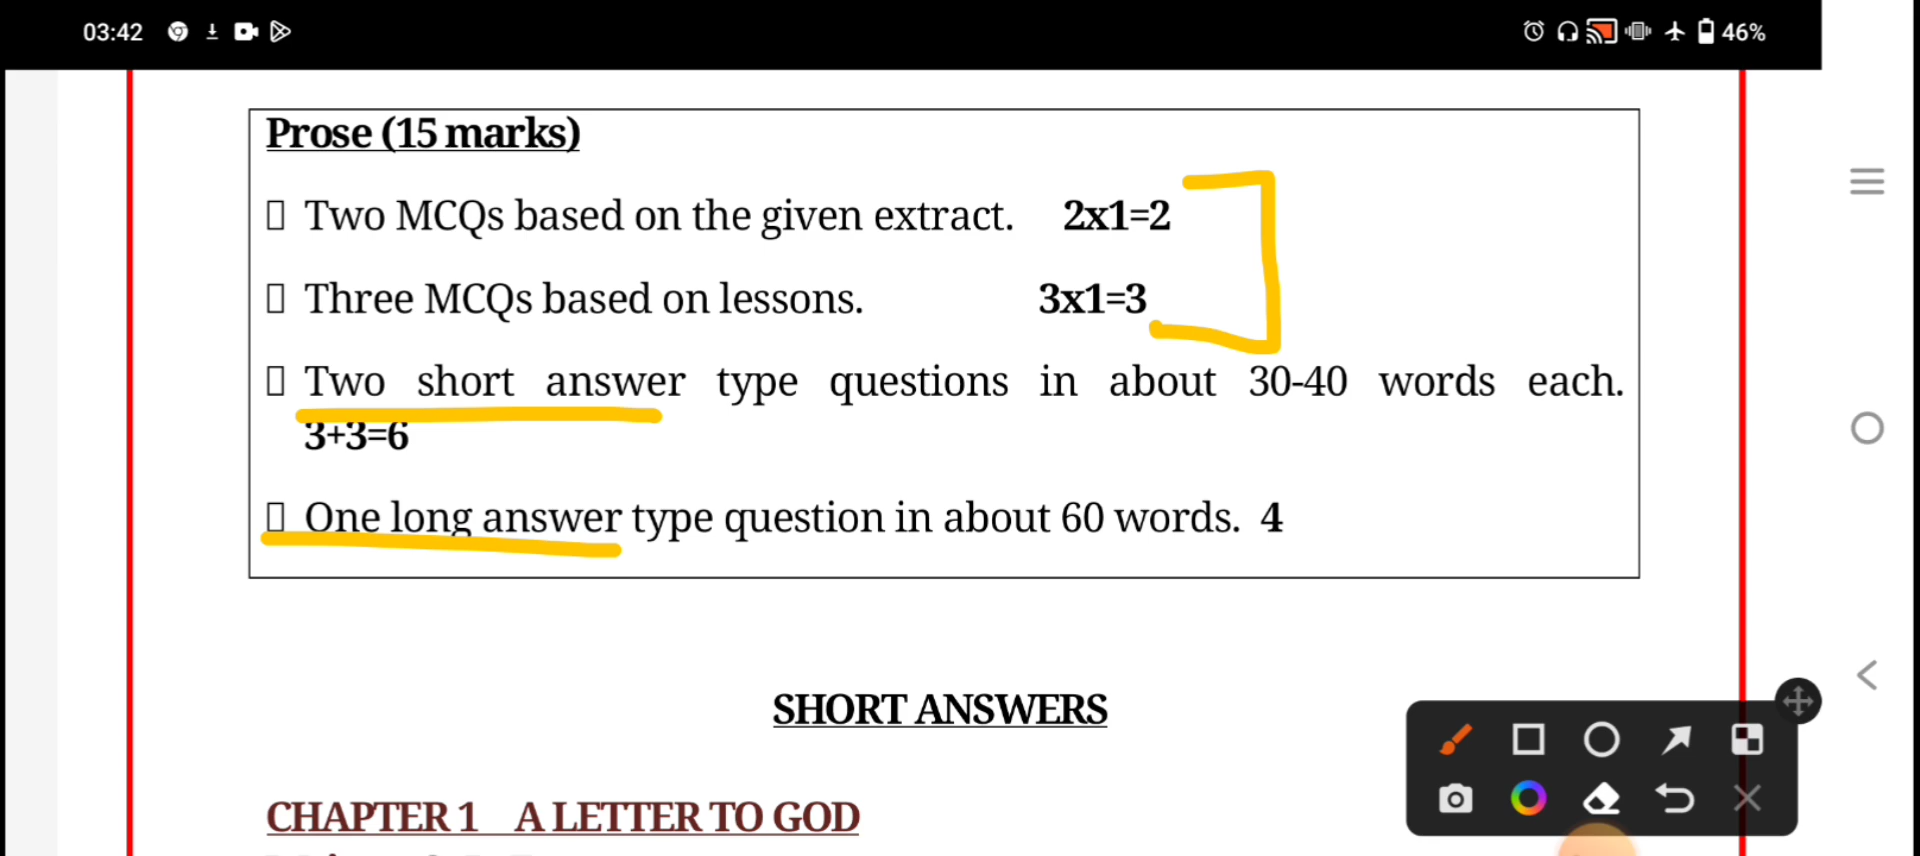 03:42 46%
Prose (15 marks)
Two MCQs based on the given extract. 2x1=2
Three MCQs based on lessons. 3x1=3
Two short answer type questions in about 30-40 words each.
3+3=6
One long answer type question in about 60 words. 4
SHORT ANSWERS
CHAPTER 1 A LETTER TO GOD